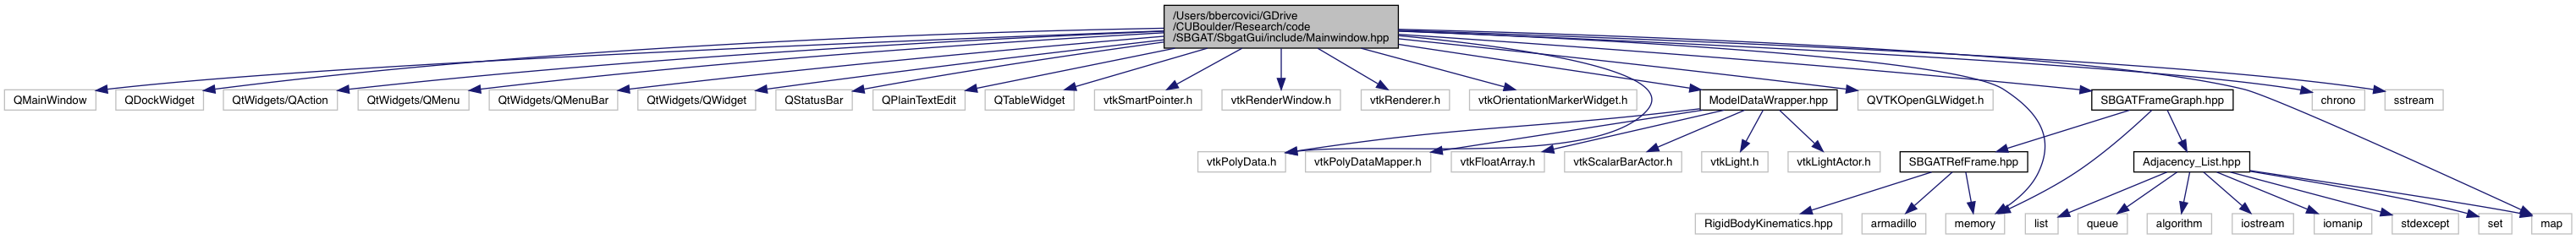 /Users/bbercovici/GDrive
/CUBoulder/Research/code
/SBGAT/SbgatGui/include/Mainwindow.hpp
QMainWindow
QDockWidget
QtWidgets/QAction
QtWidgets/QMenu
QtWidgets/QMenuBar
QtWidgets/QWidget
QStatusBar
QPlainTextEdit
QTableWidget
vtkSmartPointer.h
vtkRenderWindow.h
vtkRenderer.h
vtkOrientationMarkerWidget.h
ModelDataWrapper.hpp
QVTKOpenGLWidget.h
SBGATFrameGraph.hpp
chrono
sstream
vtkPolyData.h
vtkPolyDataMapper.h
vtkFloatArray.h
vtkScalarBarActor.h
vtkLight.h
vtkLightActor.h
SBGATRefFrame.hpp
Adjacency_List.hpp
RigidBodyKinematics.hpp
armadillo
memory
list
queue
algorithm
iostream
iomanip
stdexcept
set
map